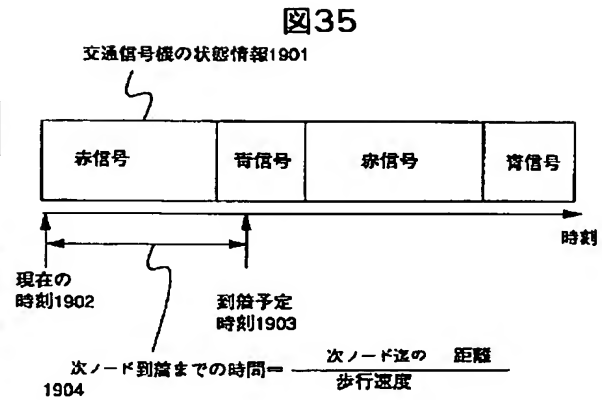 図35
交通信号機の状態情報1901
赤信号 青信号 赤信号 青信号
時刻
現在の
時刻1902
到着予定
時刻1903
次ノード到着までの時間= 次ノード迄の 距離
歩行速度
1904